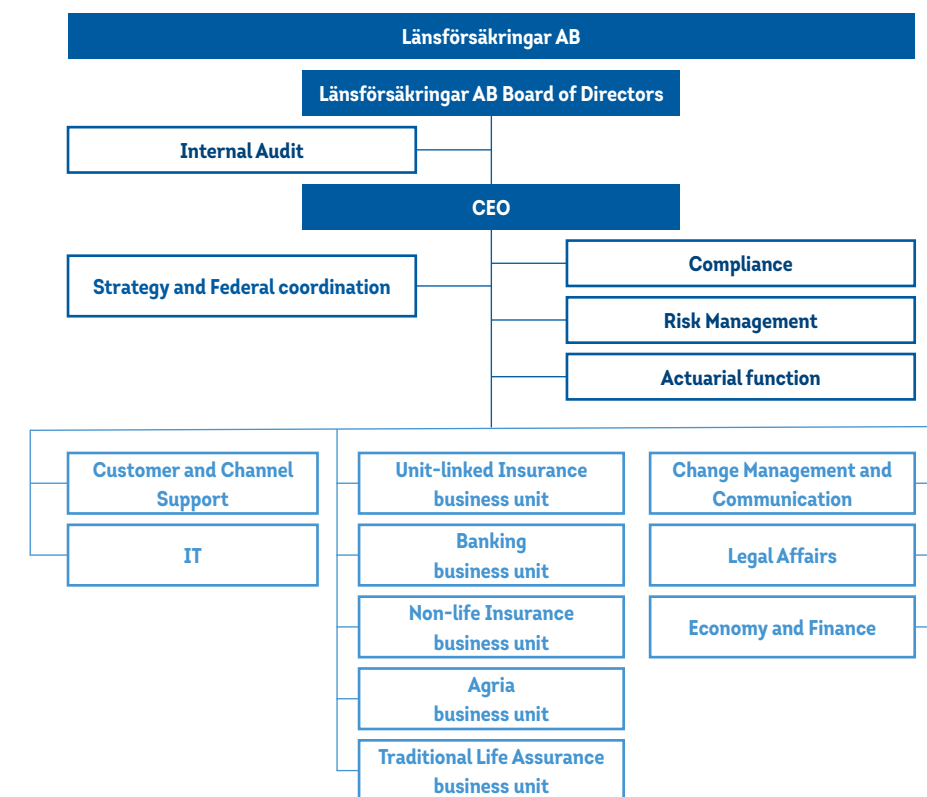 Länsförsäkringar AB
Länsförsäkringar AB Board of Directors
Internal Audit
CEO
Strategy and Federal coordination
Compliance
Risk Management
Actuarial function
Customer and Channel
Support
IT
Unit-linked Insurance
business unit
Banking
business unit
Non-life Insurance
business unit
Agria
business unit
Traditional Life Assurance
business unit
Change Management and
Communication
Legal Affairs
Economy and Finance